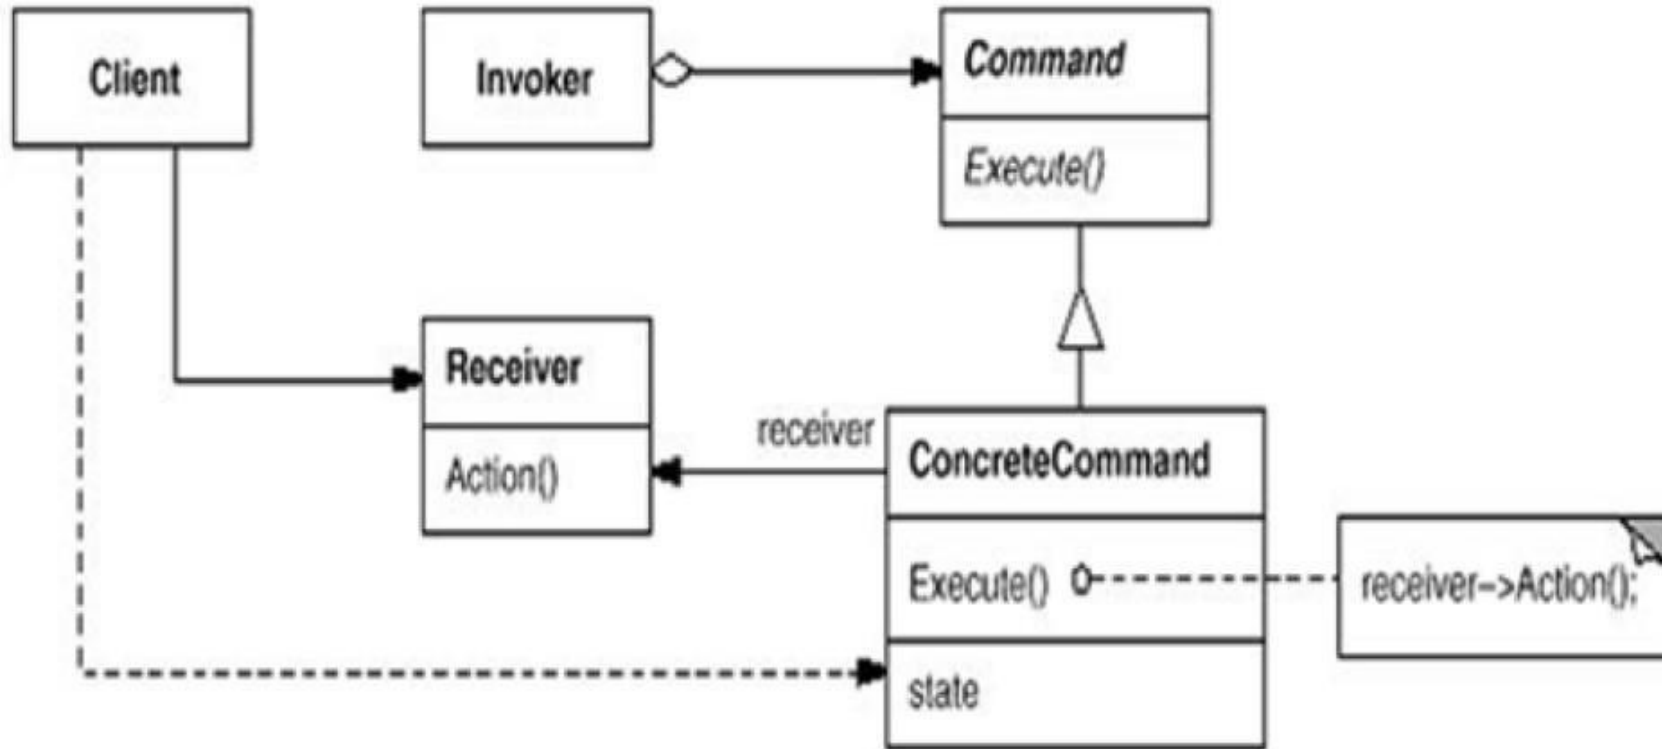 Client
Invoker
Command
Execute()
Receiver
Action()
receiver
ConcreteCommand
Execute()
receiver–>Action();
state